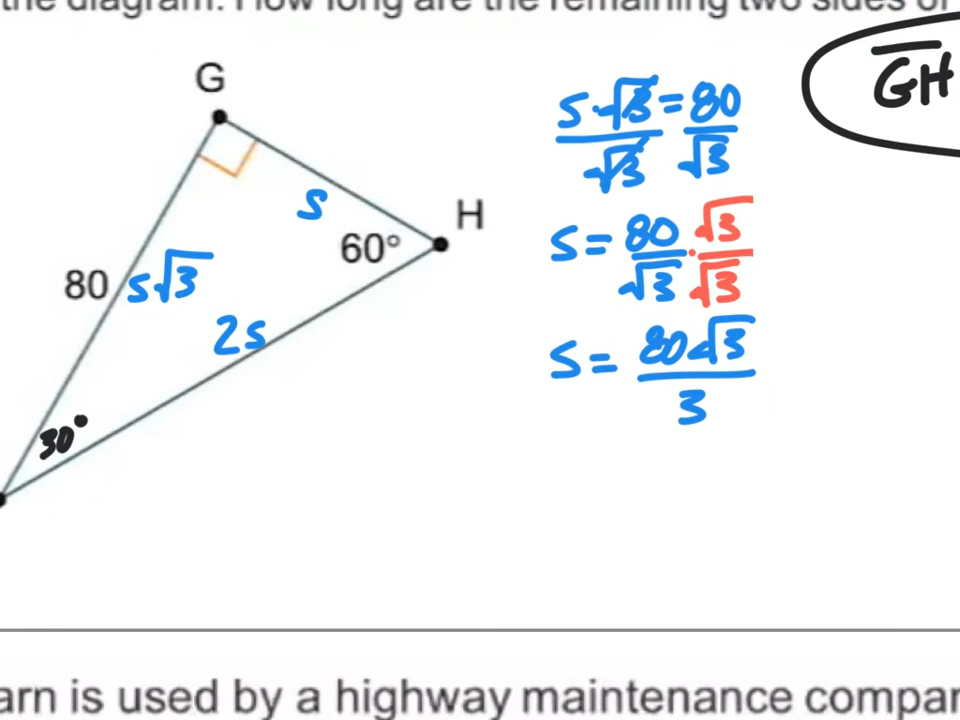 the diagram. How long are the remaining two sides of
G
s·√3 = 80
√3 √3
GH
s
H
60°
s = 80/√3 · √3/√3
80
s√3
2s
s = 80√3/3
30°
arn is used by a highway maintenance compan